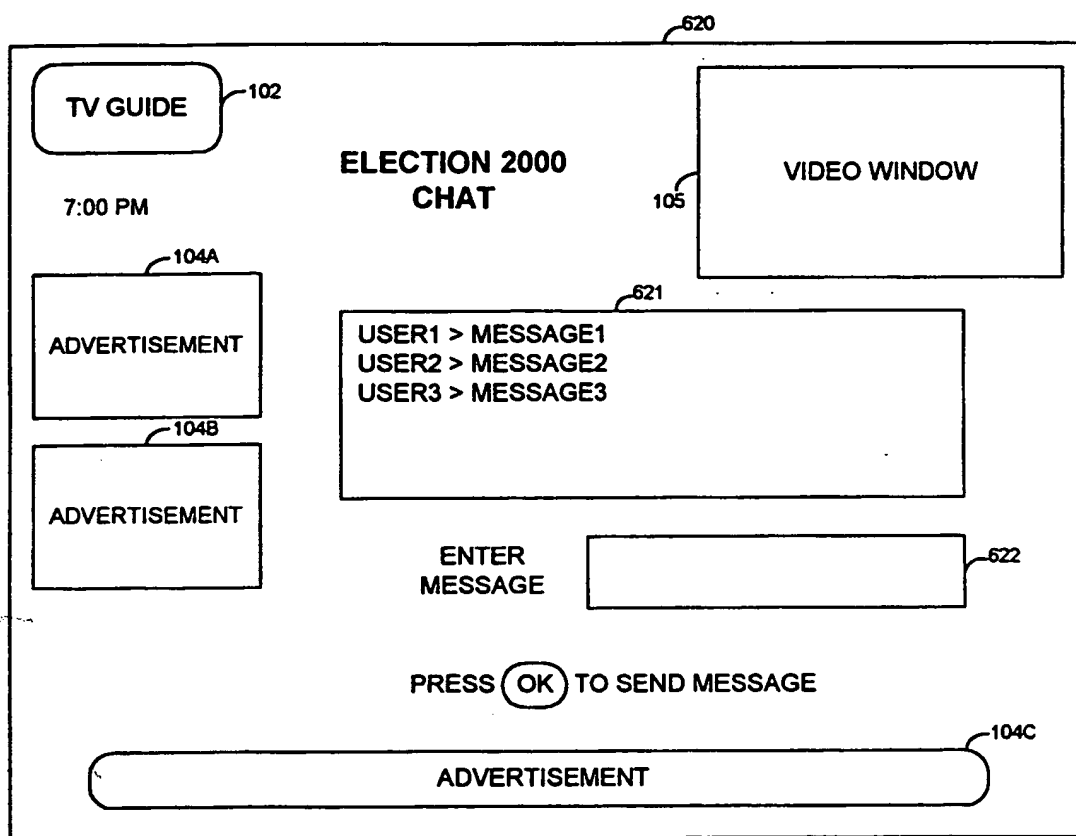 620
TV GUIDE
102
ELECTION 2000
CHAT
VIDEO WINDOW
105
7:00 PM
104A
ADVERTISEMENT
621
USER1 > MESSAGE1
USER2 > MESSAGE2
USER3 > MESSAGE3
104B
ADVERTISEMENT
ENTER
MESSAGE
622
PRESS OK TO SEND MESSAGE
104C
ADVERTISEMENT